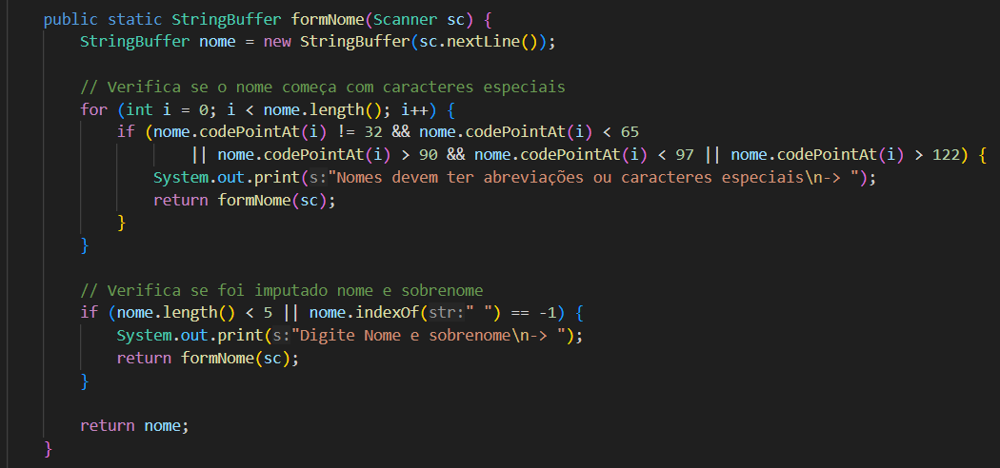 public static StringBuffer formNome(Scanner sc) {
    StringBuffer nome = new StringBuffer(sc.nextLine());

    // Verifica se o nome começa com caracteres especiais
    for (int i = 0; i < nome.length(); i++) {
        if (nome.codePointAt(i) != 32 && nome.codePointAt(i) < 65
                || nome.codePointAt(i) > 90 && nome.codePointAt(i) < 97 || nome.codePointAt(i) > 122) {
            System.out.print(s:"Nomes devem ter abreviações ou caracteres especiais\n-> ");
            return formNome(sc);
        }
    }

    // Verifica se foi imputado nome e sobrenome
    if (nome.length() < 5 || nome.indexOf(str:" ") == -1) {
        System.out.print(s:"Digite Nome e sobrenome\n-> ");
        return formNome(sc);
    }

    return nome;
}